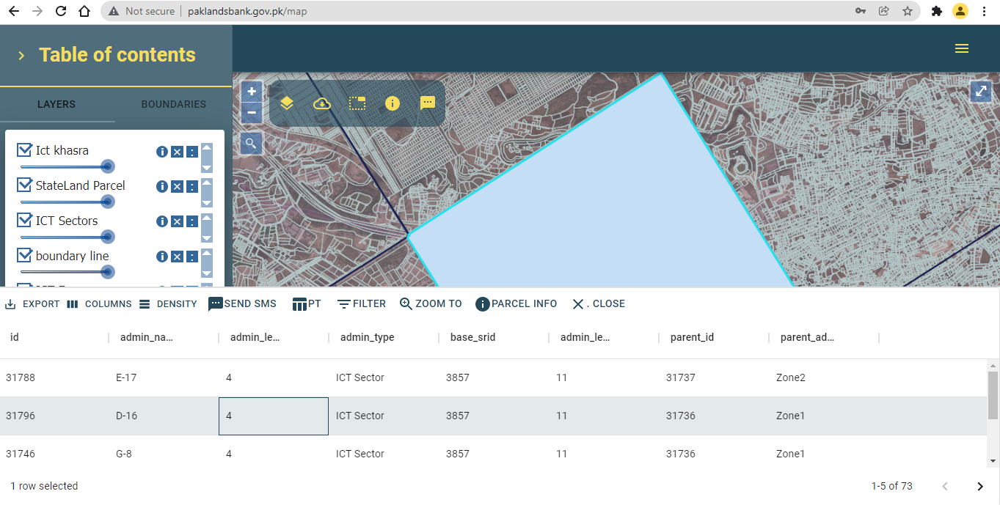 Not secure paklandsbank.gov.pk/map
Table of contents
LAYERS BOUNDARIES
Ict khasra
StateLand Parcel
ICT Sectors
boundary line
EXPORT COLUMNS DENSITY SEND SMS PT FILTER ZOOM TO PARCEL INFO . CLOSE
id admin_na... admin_le... admin_type base_srid admin_le... parent_id parent_ad...
31788 E-17 4 ICT Sector 3857 11 31737 Zone2
31796 D-16 4 ICT Sector 3857 11 31736 Zone1
31746 G-8 4 ICT Sector 3857 11 31736 Zone1
1 row selected 1-5 of 73